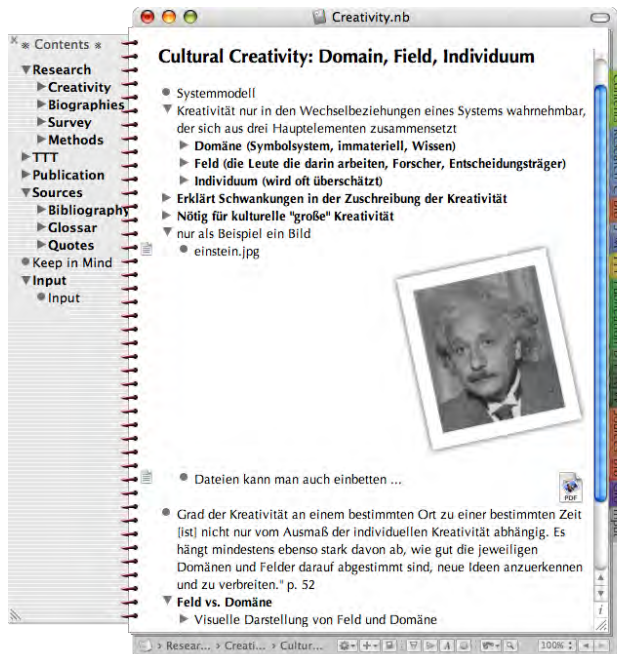 Creativity.nb
* Contents *
Research
Creativity
Biographies
Survey
Methods
TTT
Publication
Sources
Bibliography
Glossar
Quotes
Keep in Mind
Input
Input
Cultural Creativity: Domain, Field, Individuum
Systemmodell
Kreativität nur in den Wechselbeziehungen eines Systems wahrnehmbar,
der sich aus drei Hauptelementen zusammensetzt
Domäne (Symbolsystem, immateriell, Wissen)
Feld (die Leute die darin arbeiten, Forscher, Entscheidungsträger)
Individuum (wird oft überschätzt)
Erklärt Schwankungen in der Zuschreibung der Kreativität
Nötig für kulturelle "große" Kreativität
nur als Beispiel ein Bild
einstein.jpg
Dateien kann man auch einbetten ...
PDF
Grad der Kreativität an einem bestimmten Ort zu einer bestimmten Zeit
[ist] nicht nur vom Ausmaß der individuellen Kreativität abhängig. Es
hängt mindestens ebenso stark davon ab, wie gut die jeweiligen
Domänen und Felder darauf abgestimmt sind, neue Ideen anzuerkennen
und zu verbreiten." p. 52
Feld vs. Domäne
Visuelle Darstellung von Feld und Domäne
> Resear... > Creati... > Cultur...
100%